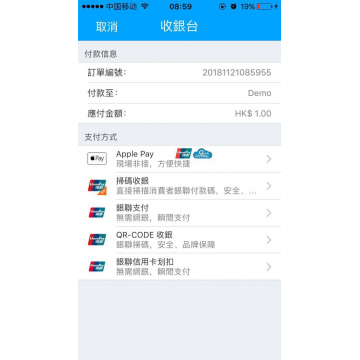 中国移动 08:59 19%
取消 收銀台
付款信息
訂單編號： 20181121085955
付款至： Demo
應付金額： HK$ 1.00
支付方式
Apple Pay
現場非接，方便快捷
掃碼收銀
直接掃描消費者銀聯付款碼，安全、...
銀聯支付
無需網銀，瞬間支付
QR-CODE 收銀
銀聯掃碼，安全、品牌保障
銀聯信用卡划扣
無需網銀，瞬間支付